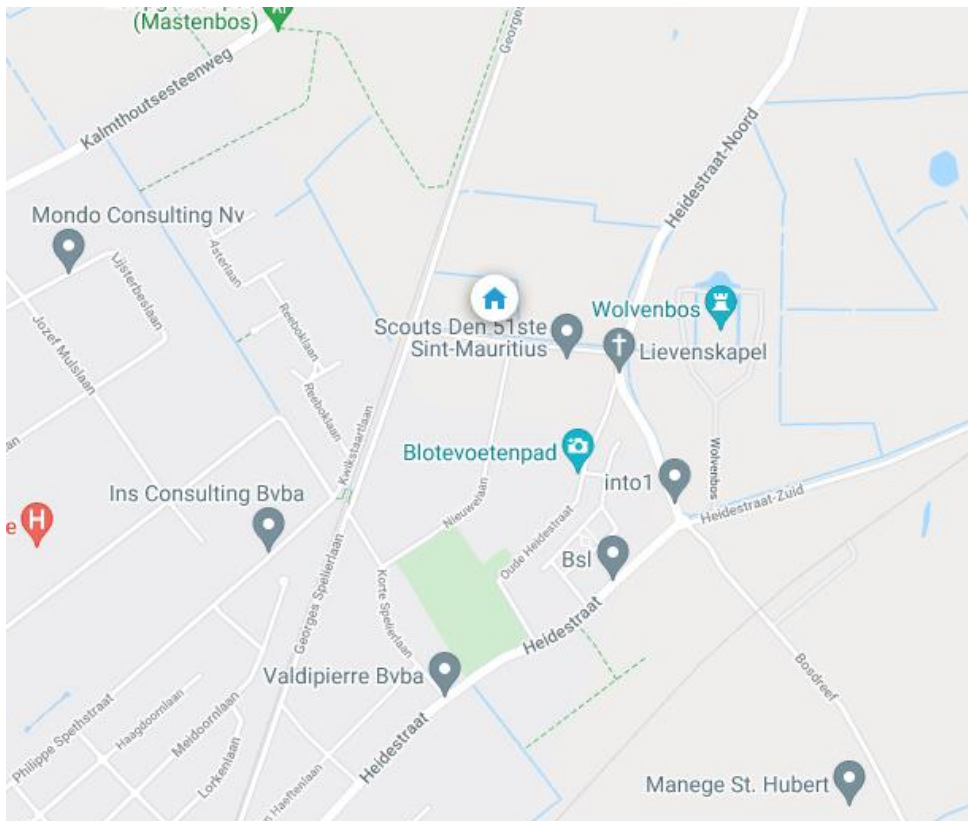 (Mastenbos)
Kalmthoutsesteenweg
Georges
Heidestraat-Noord
Mondo Consulting Nv
Asterlaan
Lijsterbeslaan
Reeboklaan
Wolvenbos
Jozef Mulslaan
Scouts Den 51ste
Sint-Mauritius
Lievenskapel
Reeboklaan
Kwikstaartlaan
Blotevoetenpad
Wolvenbos
into1
Ins Consulting Bvba
Nieuwelaan
Heidestraat-Zuid
H
Oude Heidestraat
Bsl
Georges Spelierlaan
Korte Spelierlaan
Heidestraat
Valdipierre Bvba
Bosdreef
Haagdoornlaan
Meidoornlaan
Philippe Spethstraat
Lorkenlaan
Heidestraat
Haeftenlaan
Manege St. Hubert